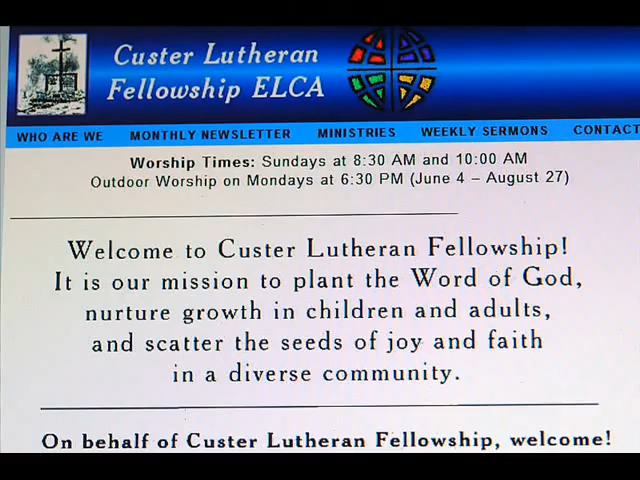 Custer Lutheran
Fellowship ELCA
WHO ARE WE MONTHLY NEWSLETTER MINISTRIES WEEKLY SERMONS CONTACT
Worship Times: Sundays at 8:30 AM and 10:00 AM
Outdoor Worship on Mondays at 6:30 PM (June 4 – August 27)
Welcome to Custer Lutheran Fellowship!
It is our mission to plant the Word of God,
nurture growth in children and adults,
and scatter the seeds of joy and faith
in a diverse community.
On behalf of Custer Lutheran Fellowship, welcome!